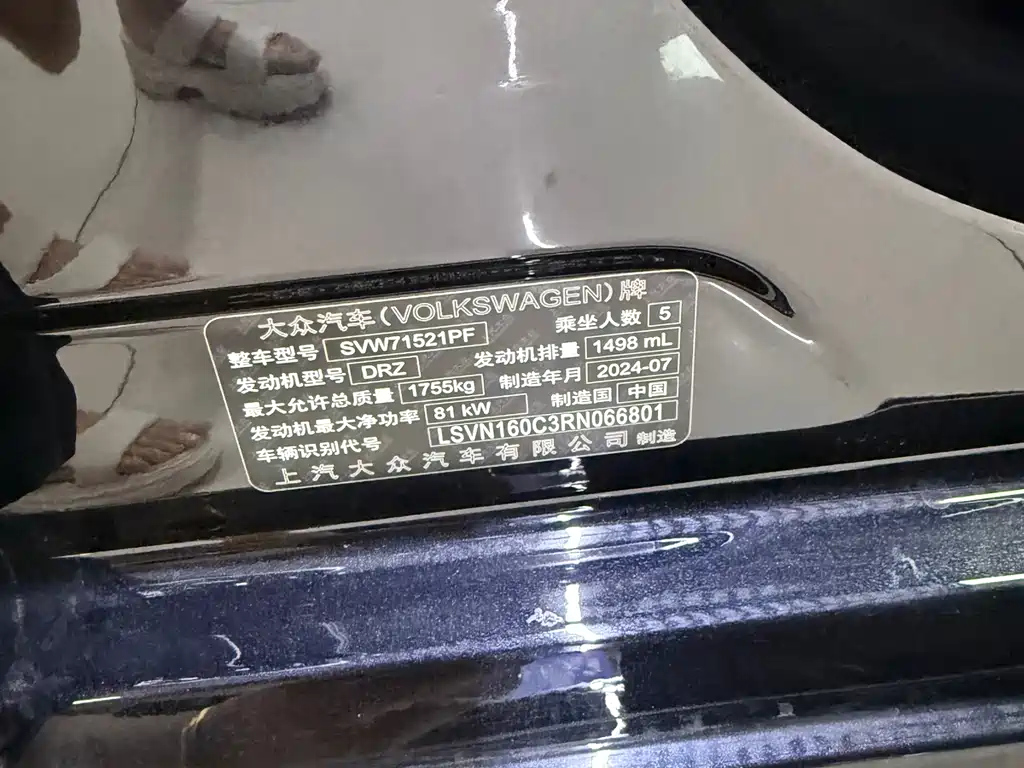 大众汽车(VOLKSWAGEN)牌
整车型号 SVW71521PF 乘坐人数 5
发动机型号 DRZ 发动机排量 1498 mL
最大允许总质量 1755kg 制造年月 2024-07
发动机最大净功率 81 kW 制造国 中国
车辆识别代号 LSVN160C3RN066801
上汽大众汽车有限公司 制造